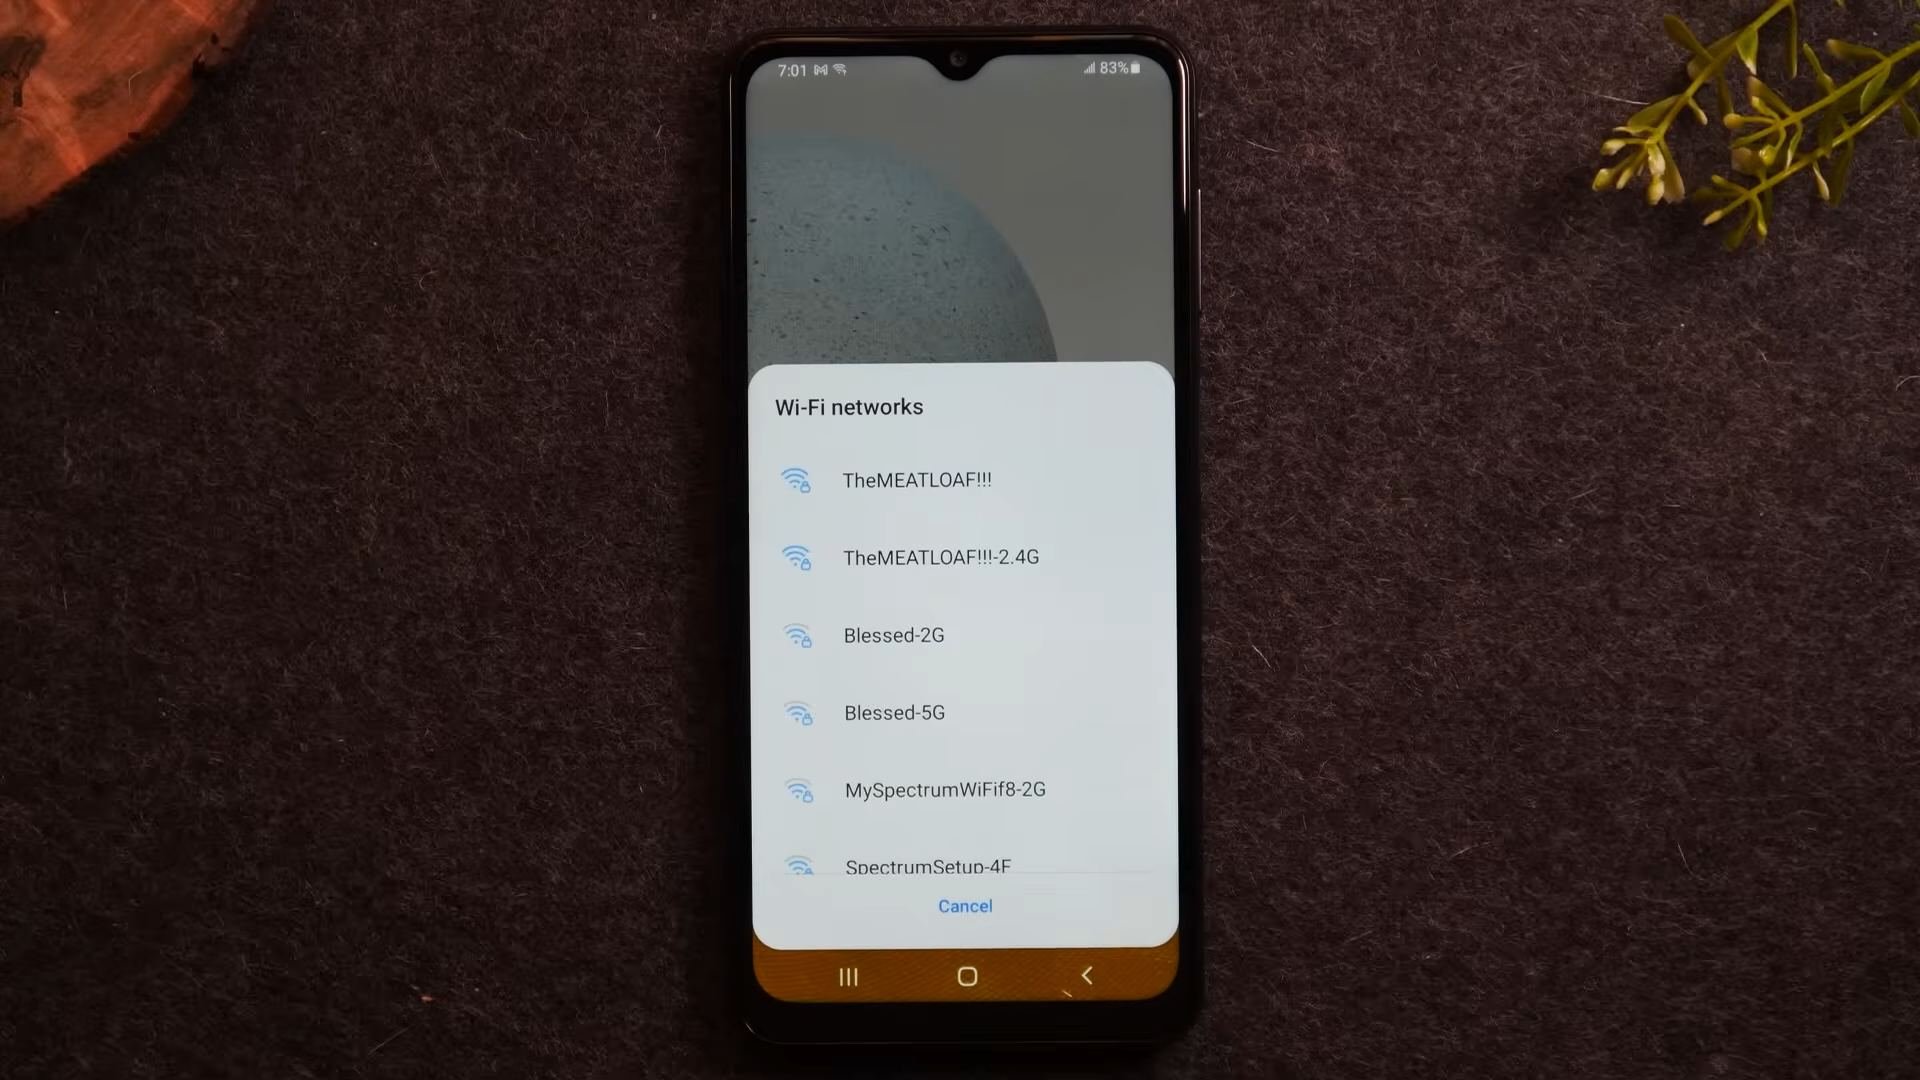 7:01
83%
Wi-Fi networks
TheMEATLOAF!!!
TheMEATLOAF!!!-2.4G
Blessed-2G
Blessed-5G
MySpectrumWiFif8-2G
SpectrumSetup-4F
Cancel